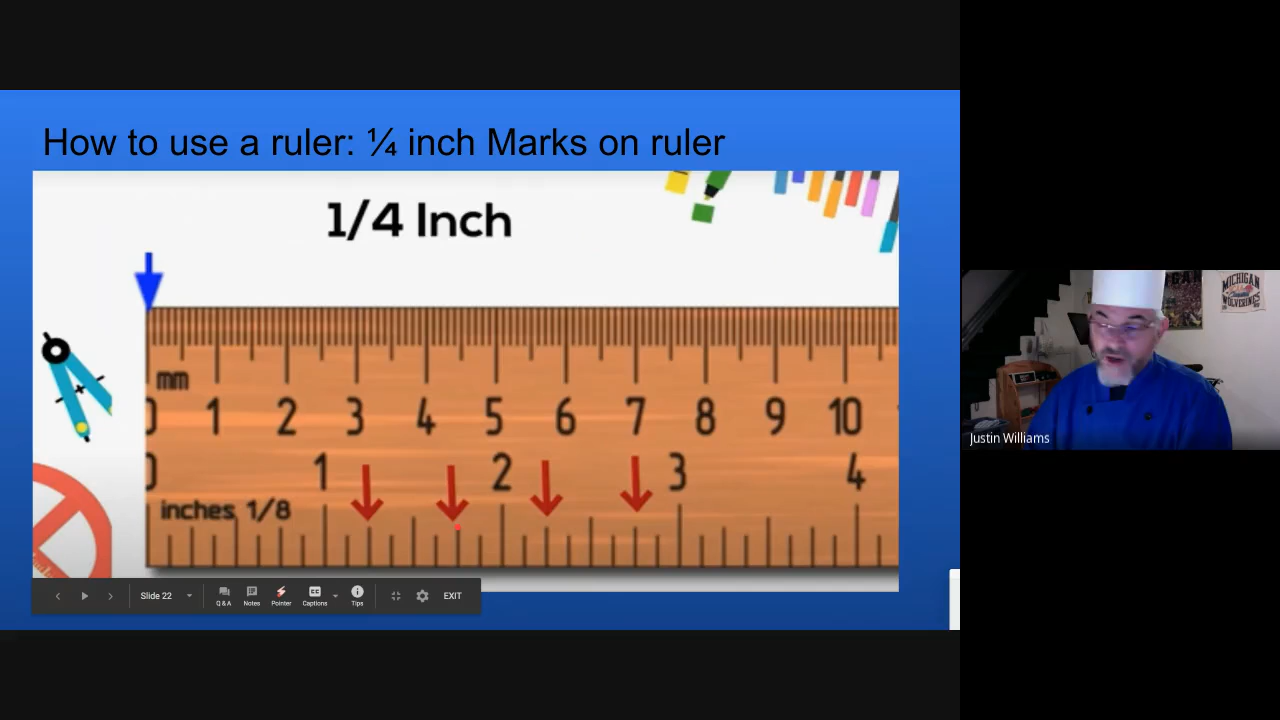 How to use a ruler: ¼ inch Marks on ruler
1/4 Inch
mm
0 1 2 3 4 5 6 7 8 9 10
0 1 2 3 4
inches 1/8
Slide 22
Q & A
Notes
Pointer
Captions
Tips
EXIT
MICHIGAN
WOLVERINES
Justin Williams